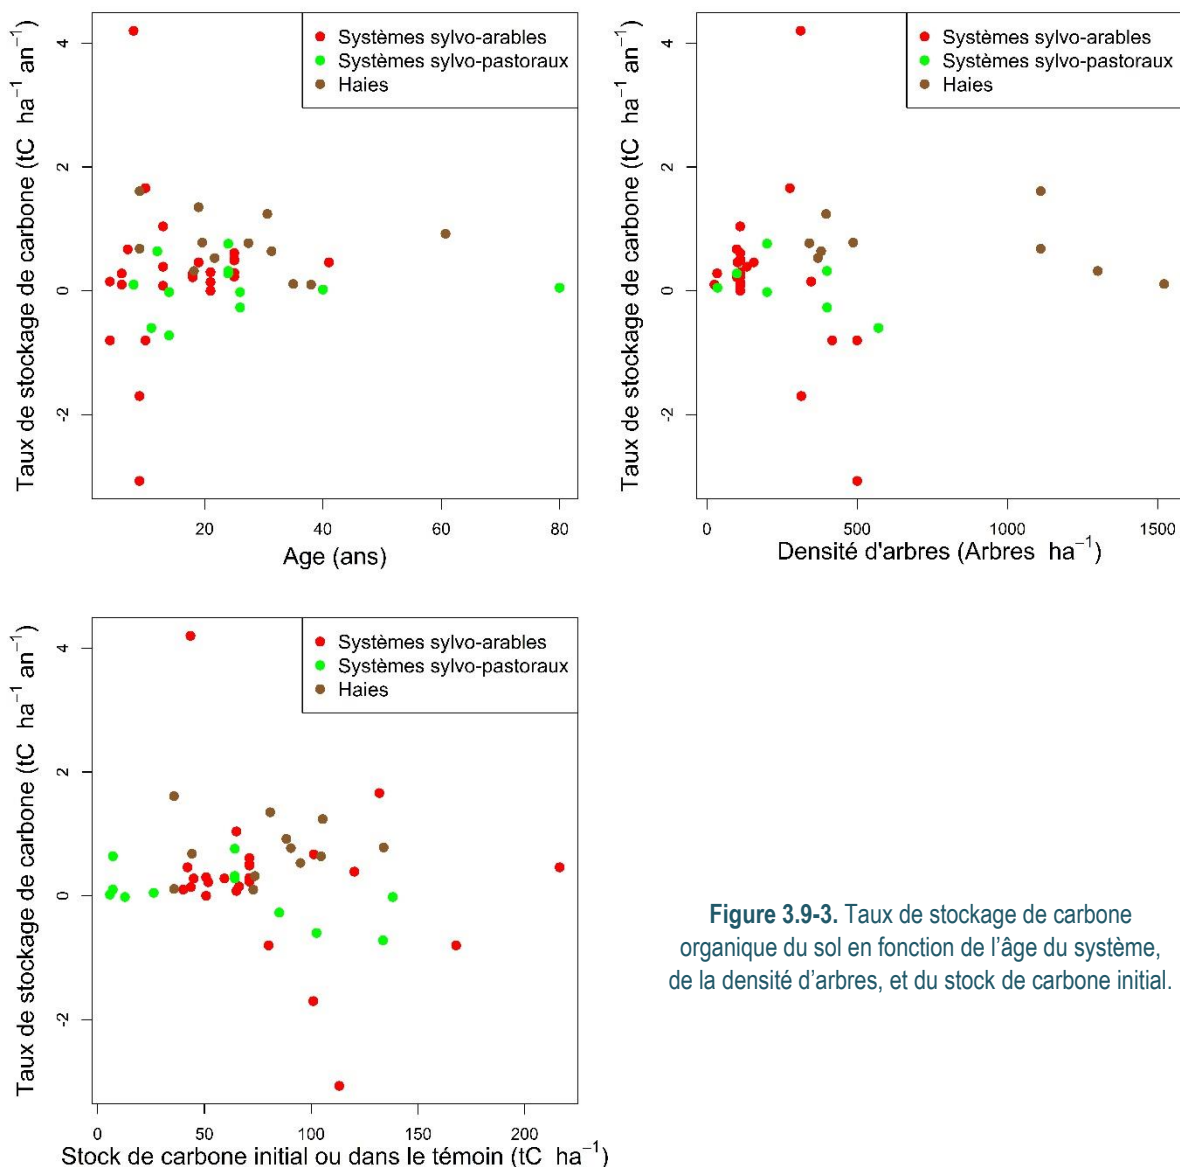 Taux de stockage de carbone (tC ha⁻¹ an⁻¹)
4
2
0
-2
Systèmes sylvo-arables
Systèmes sylvo-pastoraux
Haies
20
40
60
80
Age (ans)
Taux de stockage de carbone (tC ha⁻¹ an⁻¹)
4
2
0
-2
Systèmes sylvo-arables
Systèmes sylvo-pastoraux
Haies
0
500
1000
1500
Densité d'arbres (Arbres ha⁻¹)
Taux de stockage de carbone (tC ha⁻¹ an⁻¹)
4
2
0
-2
Systèmes sylvo-arables
Systèmes sylvo-pastoraux
Haies
0
50
100
150
200
Stock de carbone initial ou dans le témoin (tC ha⁻¹)
Figure 3.9-3. Taux de stockage de carbone
organique du sol en fonction de l’âge du système,
de la densité d’arbres, et du stock de carbone initial.